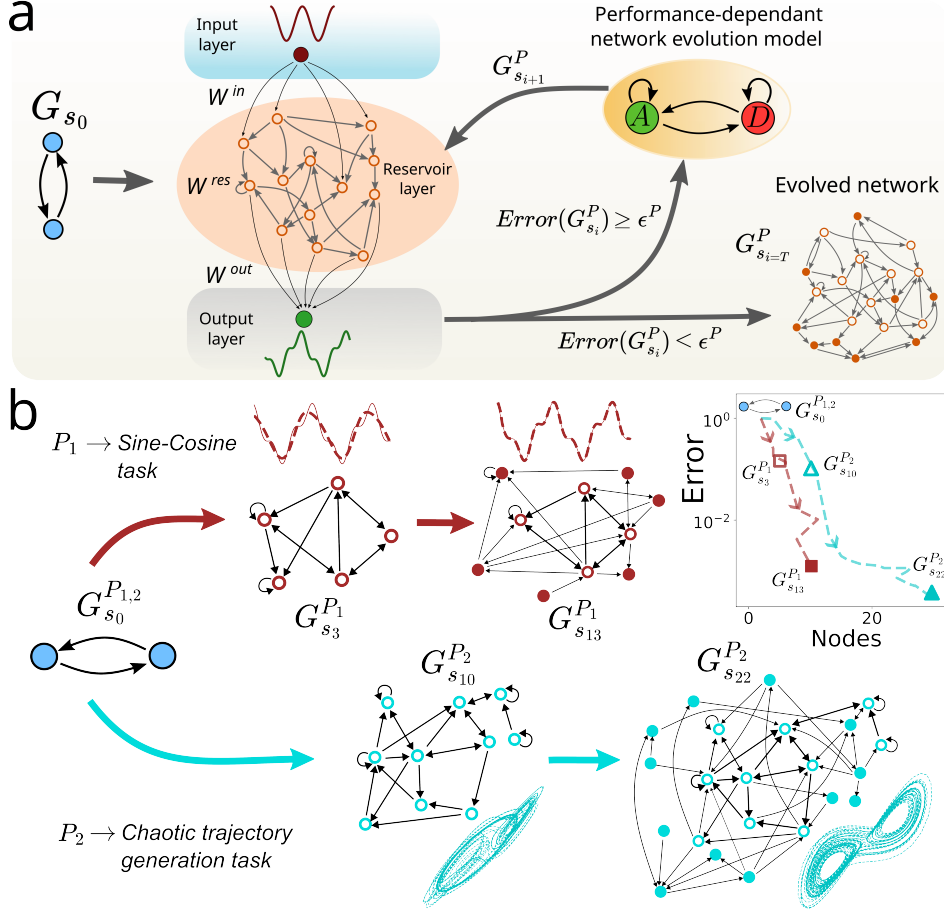 a
Input
layer
Performance-dependant
network evolution model
G^P_{s_{i+1}}
A
D
G_{s_0}
W^{in}
W^{res}
Reservoir
layer
Evolved network
Error(G^P_{s_i}) ≥ ϵ^P
G^P_{s_{i=T}}
W^{out}
Output
layer
Error(G^P_{s_i}) < ϵ^P
b
P_1 → Sine-Cosine
task
G^{P_1}_{s_3}
G^{P_1}_{s_{13}}
G^{P_{1,2}}_{s_0}
10^0
10^{-2}
Error
G^{P_1}_{s_3}
G^{P_2}_{s_{10}}
G^{P_1}_{s_{13}}
G^{P_2}_{s_{22}}
0
20
Nodes
G^{P_{1,2}}_{s_0}
G^{P_2}_{s_{10}}
G^{P_2}_{s_{22}}
P_2 → Chaotic trajectory
generation task